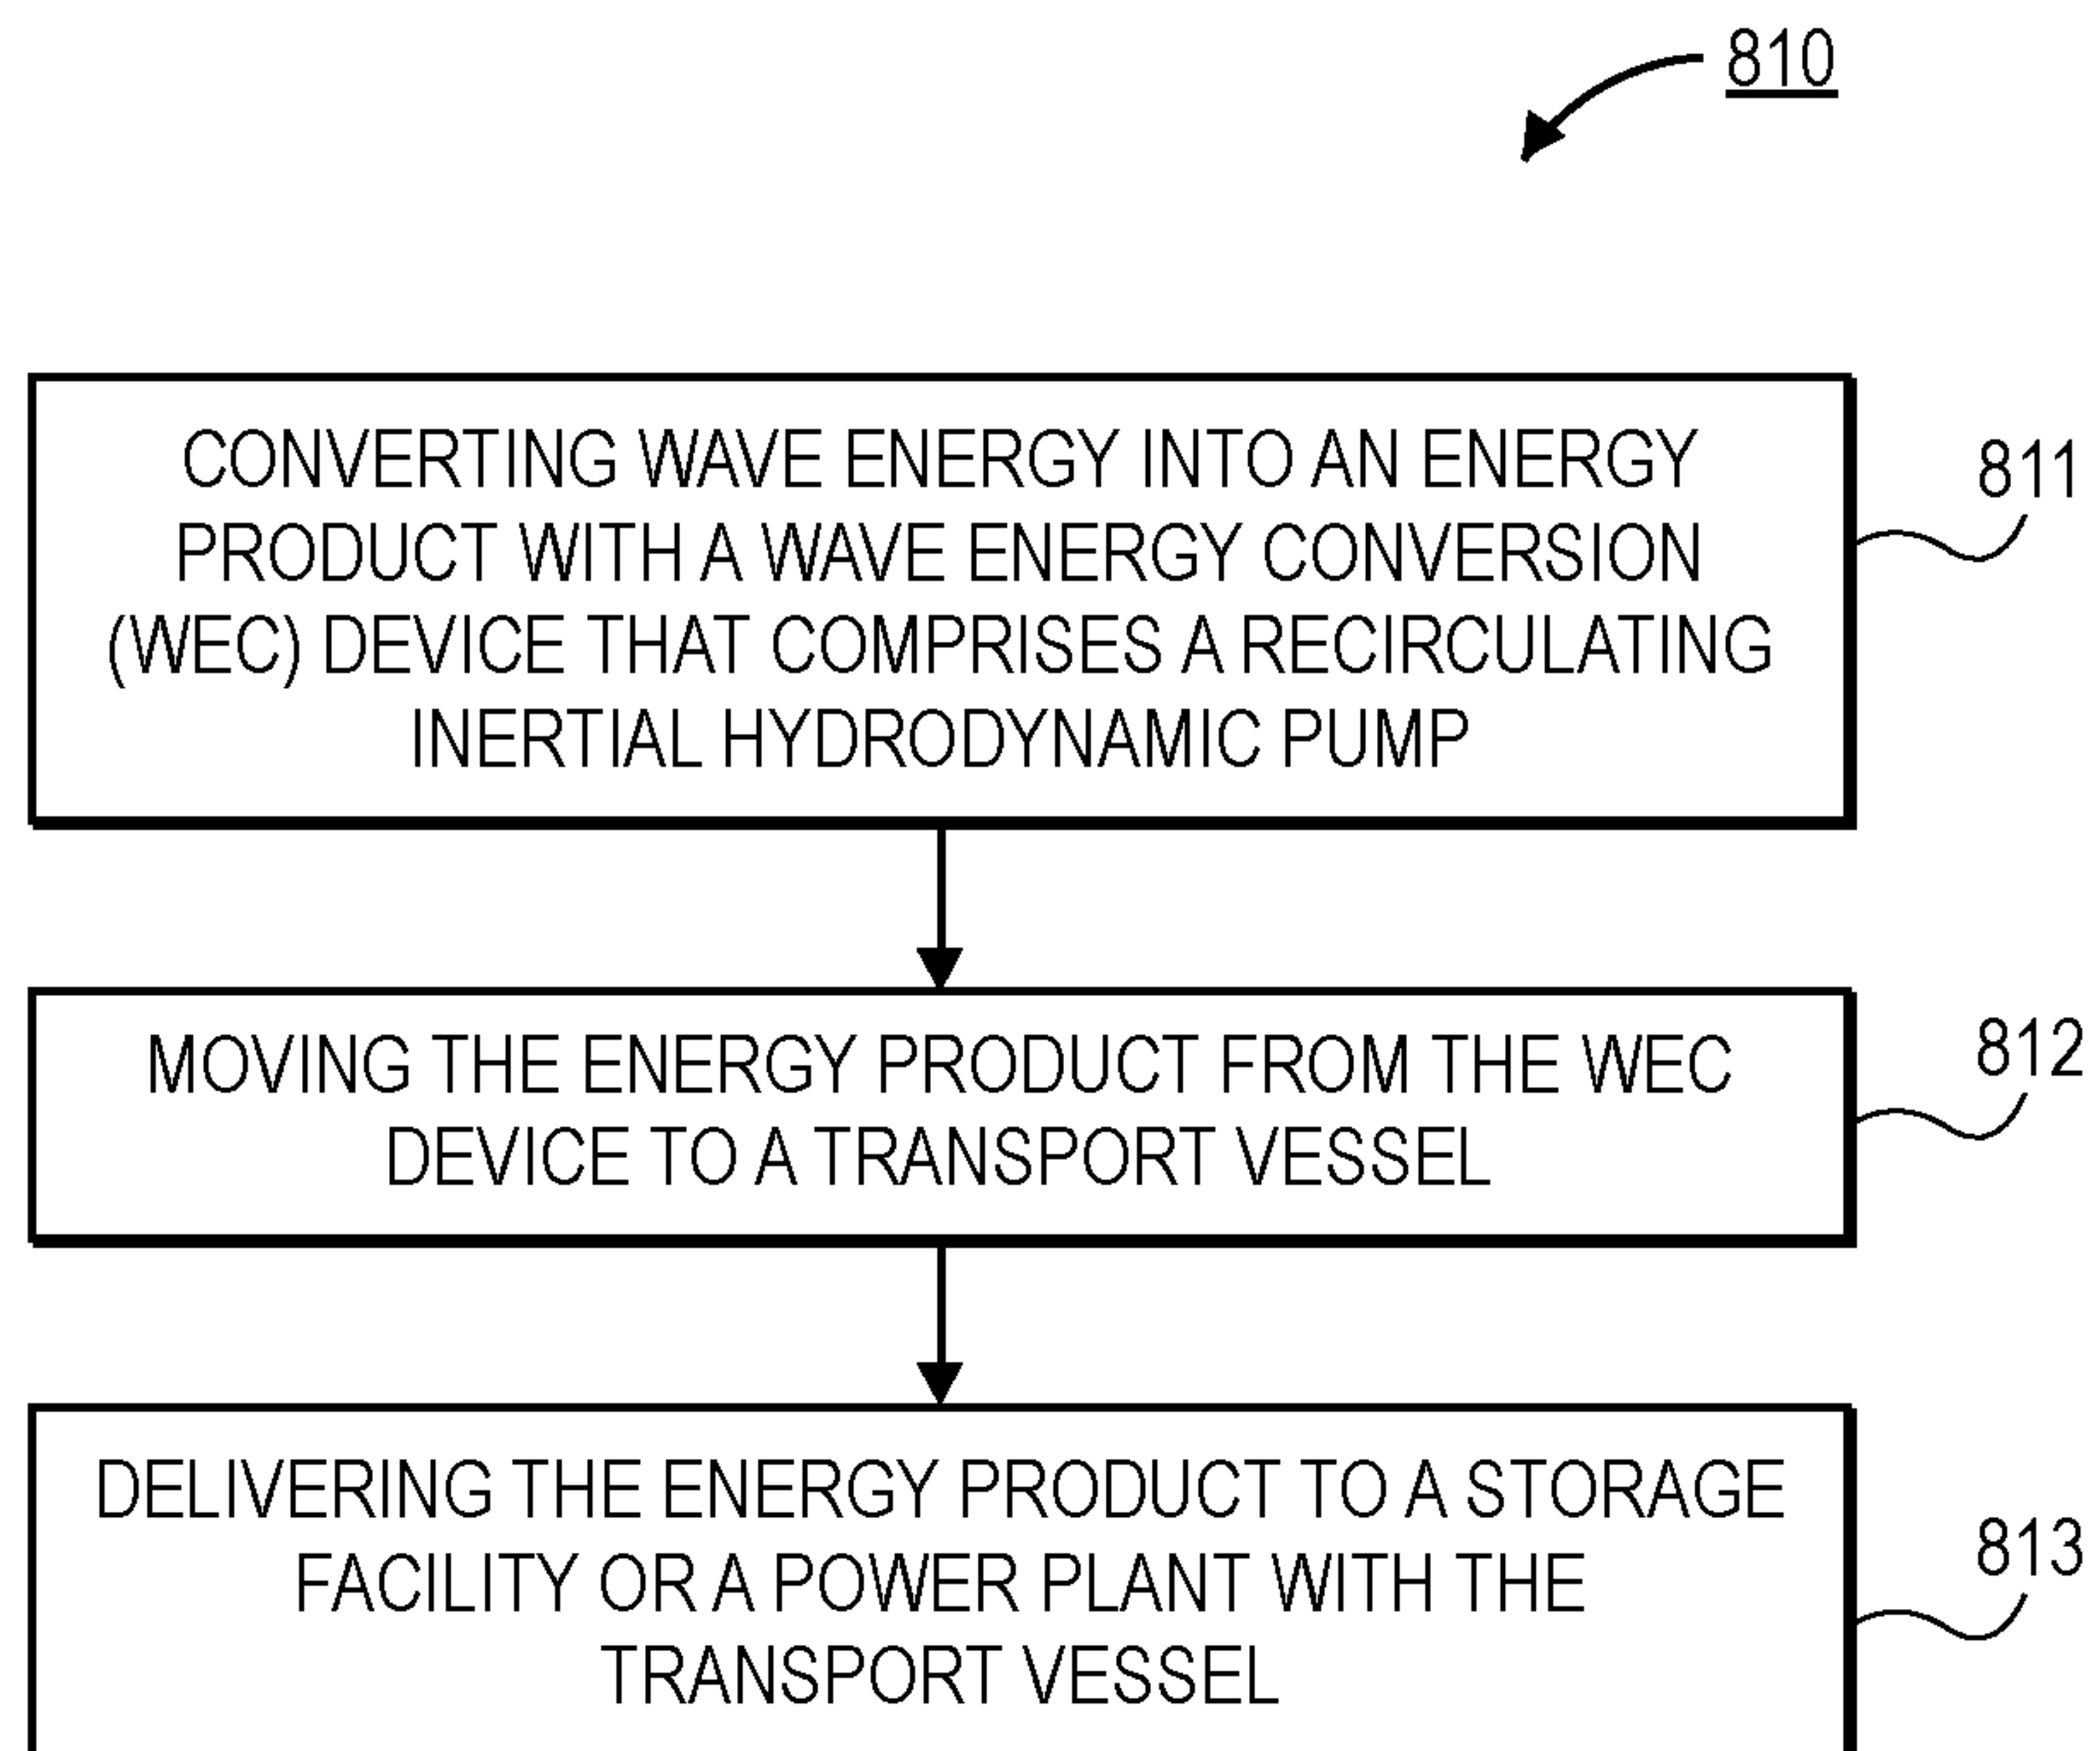 810
CONVERTING WAVE ENERGY INTO AN ENERGY
PRODUCT WITH A WAVE ENERGY CONVERSION
(WEC) DEVICE THAT COMPRISES A RECIRCULATING
INERTIAL HYDRODYNAMIC PUMP
811
MOVING THE ENERGY PRODUCT FROM THE WEC
DEVICE TO A TRANSPORT VESSEL
812
DELIVERING THE ENERGY PRODUCT TO A STORAGE
FACILITY OR A POWER PLANT WITH THE
TRANSPORT VESSEL
813